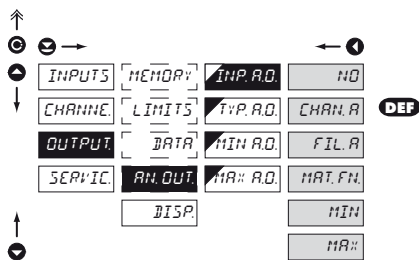 INPUTS MEMORY INP. A.O. NO
CHANNE. LIMITS TYP. A.O. CHAN. A DEF
OUTPUT. DATA MIN A.O. FIL. A
SERVIC. AN. OUT. MAX A.O. MAT. FN.
DISP. MIN
MAX